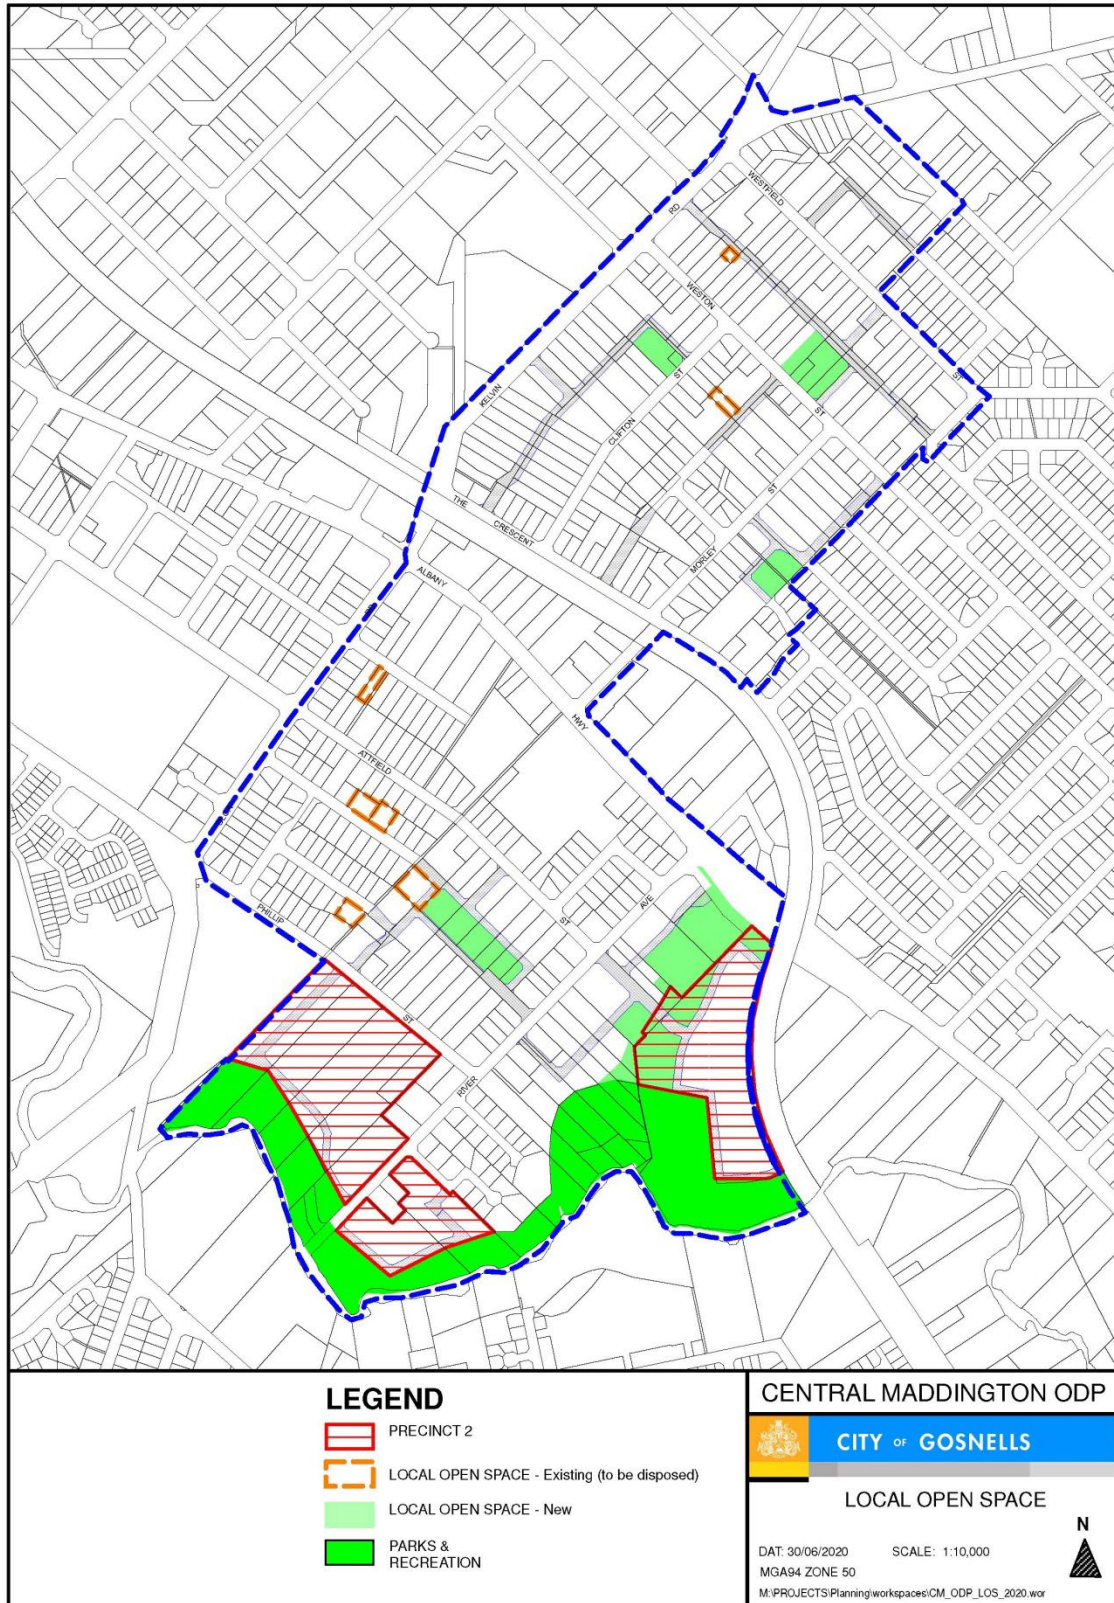 WESTFIELD
RD
WESTON
ST
KELVIN
ST
ST
CLIFTON
THE
CRESCENT
ST
MORLEY
ALBANY
HWY
ATTFIELD
AVE
PHILLIP
ST
ST
RIVER
LEGEND
PRECINCT 2
LOCAL OPEN SPACE - Existing (to be disposed)
LOCAL OPEN SPACE - New
PARKS &
RECREATION
CENTRAL MADDINGTON ODP
CITY OF GOSNELLS
LOCAL OPEN SPACE
N
DAT: 30/06/2020 SCALE: 1:10,000
MGA94 ZONE 50
M:\PROJECTS\Planning\workspaces\CM_ODP_LOS_2020.wor